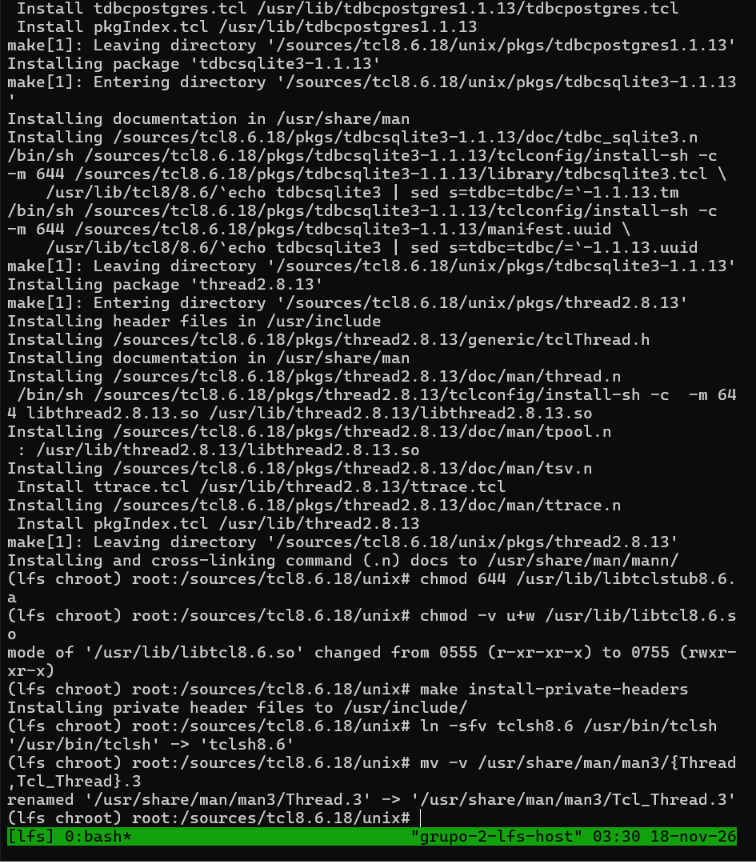 Install tdbcpostgres.tcl /usr/lib/tdbcpostgres1.1.13/tdbcpostgres.tcl
 Install pkgIndex.tcl /usr/lib/tdbcpostgres1.1.13
make[1]: Leaving directory '/sources/tcl8.6.18/unix/pkgs/tdbcpostgres1.1.13'
Installing package 'tdbcsqlite3-1.1.13'
make[1]: Entering directory '/sources/tcl8.6.18/unix/pkgs/tdbcsqlite3-1.1.13
'
Installing documentation in /usr/share/man
Installing /sources/tcl8.6.18/pkgs/tdbcsqlite3-1.1.13/doc/tdbc_sqlite3.n
/bin/sh /sources/tcl8.6.18/pkgs/tdbcsqlite3-1.1.13/tclconfig/install-sh -c
-m 644 /sources/tcl8.6.18/pkgs/tdbcsqlite3-1.1.13/library/tdbcsqlite3.tcl \
    /usr/lib/tcl8/8.6/`echo tdbcsqlite3 | sed s=tdbc=tdbc/=`-1.1.13.tm
/bin/sh /sources/tcl8.6.18/pkgs/tdbcsqlite3-1.1.13/tclconfig/install-sh -c
-m 644 /sources/tcl8.6.18/pkgs/tdbcsqlite3-1.1.13/manifest.uuid \
    /usr/lib/tcl8/8.6/`echo tdbcsqlite3 | sed s=tdbc=tdbc/=`-1.1.13.uuid
make[1]: Leaving directory '/sources/tcl8.6.18/unix/pkgs/tdbcsqlite3-1.1.13'
Installing package 'thread2.8.13'
make[1]: Entering directory '/sources/tcl8.6.18/unix/pkgs/thread2.8.13'
Installing header files in /usr/include
Installing /sources/tcl8.6.18/pkgs/thread2.8.13/generic/tclThread.h
Installing documentation in /usr/share/man
Installing /sources/tcl8.6.18/pkgs/thread2.8.13/doc/man/thread.n
 /bin/sh /sources/tcl8.6.18/pkgs/thread2.8.13/tclconfig/install-sh -c  -m 64
4 libthread2.8.13.so /usr/lib/thread2.8.13/libthread2.8.13.so
Installing /sources/tcl8.6.18/pkgs/thread2.8.13/doc/man/tpool.n
 : /usr/lib/thread2.8.13/libthread2.8.13.so
Installing /sources/tcl8.6.18/pkgs/thread2.8.13/doc/man/tsv.n
 Install ttrace.tcl /usr/lib/thread2.8.13/ttrace.tcl
Installing /sources/tcl8.6.18/pkgs/thread2.8.13/doc/man/ttrace.n
 Install pkgIndex.tcl /usr/lib/thread2.8.13
make[1]: Leaving directory '/sources/tcl8.6.18/unix/pkgs/thread2.8.13'
Installing and cross-linking command (.n) docs to /usr/share/man/mann/
(lfs chroot) root:/sources/tcl8.6.18/unix# chmod 644 /usr/lib/libtclstub8.6.
a
(lfs chroot) root:/sources/tcl8.6.18/unix# chmod -v u+w /usr/lib/libtcl8.6.s
o
mode of '/usr/lib/libtcl8.6.so' changed from 0555 (r-xr-xr-x) to 0755 (rwxr-
xr-x)
(lfs chroot) root:/sources/tcl8.6.18/unix# make install-private-headers
Installing private header files to /usr/include/
(lfs chroot) root:/sources/tcl8.6.18/unix# ln -sfv tclsh8.6 /usr/bin/tclsh
'/usr/bin/tclsh' -> 'tclsh8.6'
(lfs chroot) root:/sources/tcl8.6.18/unix# mv -v /usr/share/man/man3/{Thread
,Tcl_Thread}.3
renamed '/usr/share/man/man3/Thread.3' -> '/usr/share/man/man3/Tcl_Thread.3'
(lfs chroot) root:/sources/tcl8.6.18/unix#
[lfs] 0:bash* "grupo-2-lfs-host" 03:30 18-nov-26